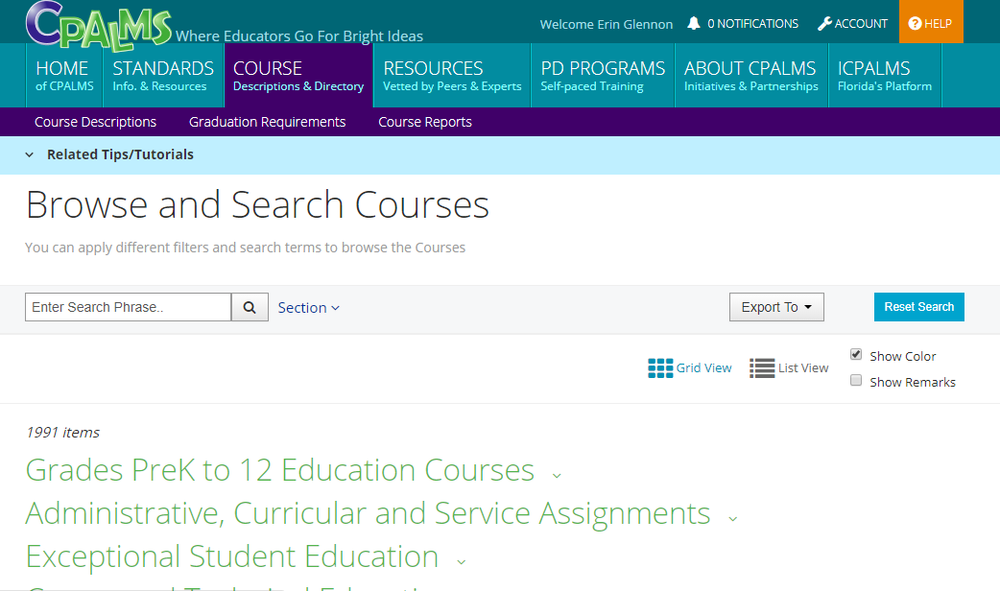 CPALMS Where Educators Go For Bright Ideas
Welcome Erin Glennon 0 NOTIFICATIONS ACCOUNT HELP
HOME STANDARDS COURSE RESOURCES PD PROGRAMS ABOUT CPALMS ICPALMS
of CPALMS Info. & Resources Descriptions & Directory Vetted by Peers & Experts Self-paced Training Initiatives & Partnerships Florida's Platform
Course Descriptions Graduation Requirements Course Reports
Related Tips/Tutorials
Browse and Search Courses
You can apply different filters and search terms to browse the Courses
Enter Search Phrase.. Section Export To Reset Search
Grid View List View Show Color
Show Remarks
1991 items
Grades PreK to 12 Education Courses
Administrative, Curricular and Service Assignments
Exceptional Student Education